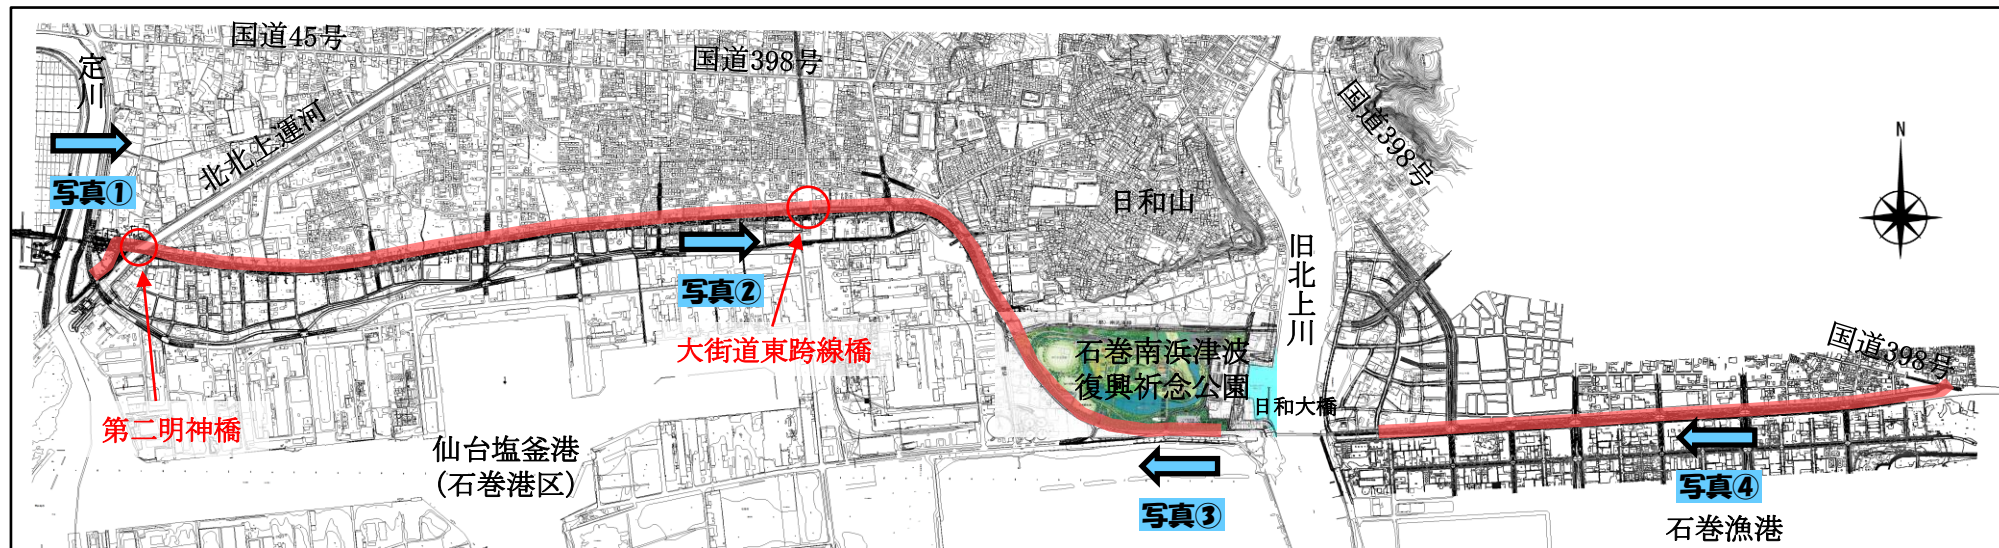 国道45号
国道398号
定川
北北上運河
国道398号
写真①
日和山
旧北上川
写真②
大街道東跨線橋
第二明神橋
石巻南浜津波
復興祈念公園
日和大橋
国道398号
仙台塩釜港
(石巻港区)
写真③
写真④
石巻漁港
N